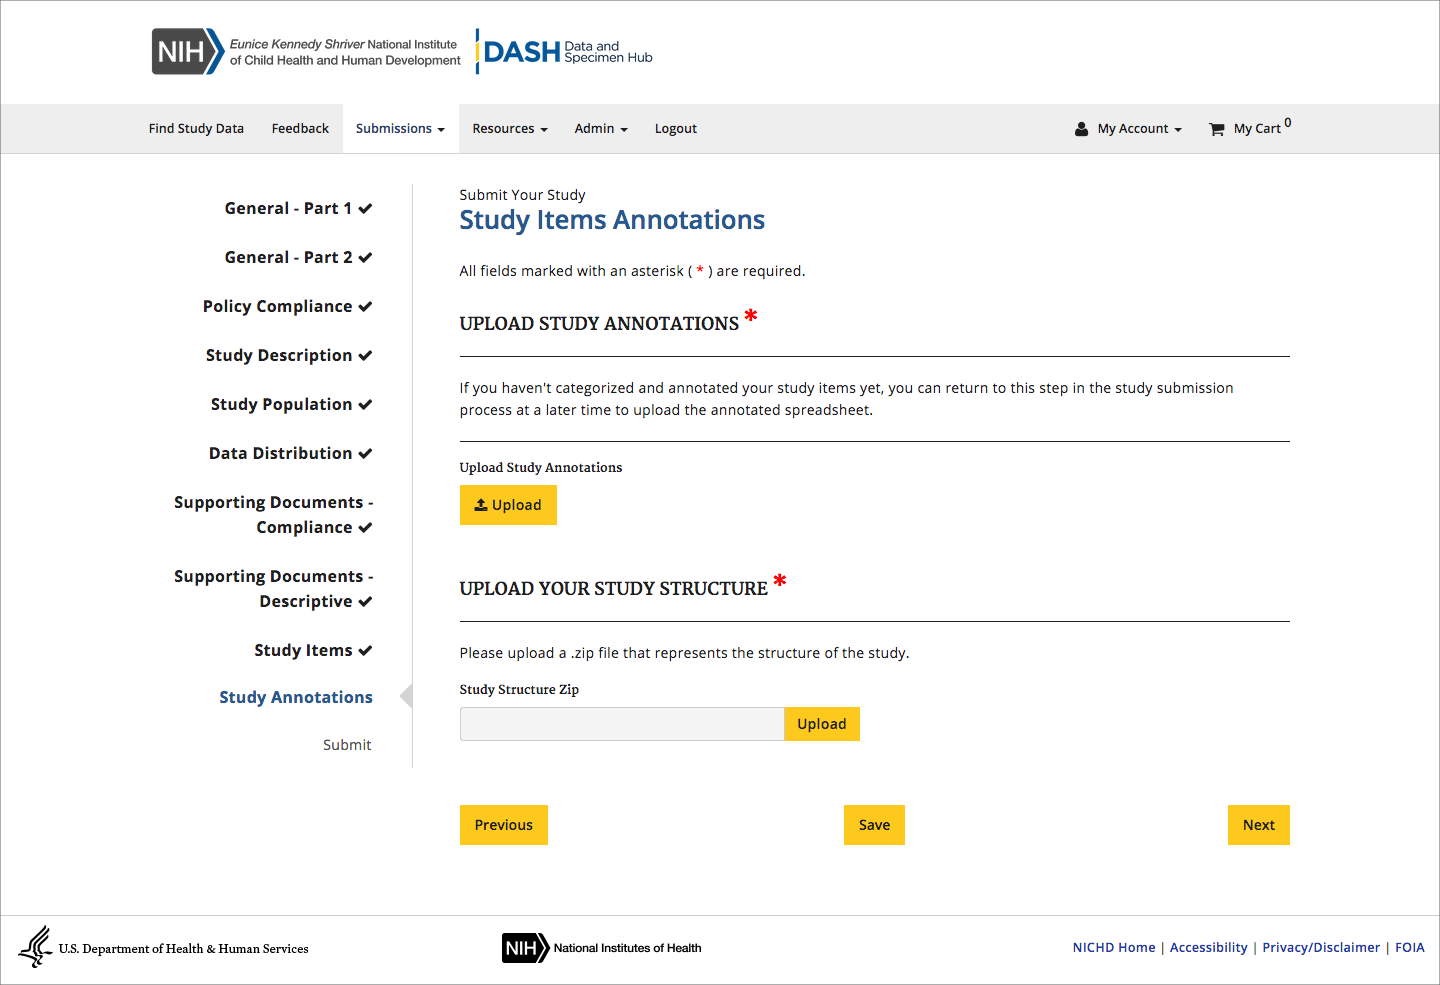 NIH Eunice Kennedy Shriver National Institute of Child Health and Human Development
DASH Data and Specimen Hub
Find Study Data Feedback Submissions Resources Admin Logout My Account My Cart 0
General - Part 1
General - Part 2
Policy Compliance
Study Description
Study Population
Data Distribution
Supporting Documents -
Compliance
Supporting Documents -
Descriptive
Study Items
Study Annotations
Submit
Submit Your Study
Study Items Annotations
All fields marked with an asterisk ( * ) are required.
UPLOAD STUDY ANNOTATIONS *
If you haven't categorized and annotated your study items yet, you can return to this step in the study submission
process at a later time to upload the annotated spreadsheet.
Upload Study Annotations
Upload
UPLOAD YOUR STUDY STRUCTURE *
Please upload a .zip file that represents the structure of the study.
Study Structure Zip
Upload
Previous Save Next
U.S. Department of Health & Human Services
NIH National Institutes of Health
NICHD Home | Accessibility | Privacy/Disclaimer | FOIA